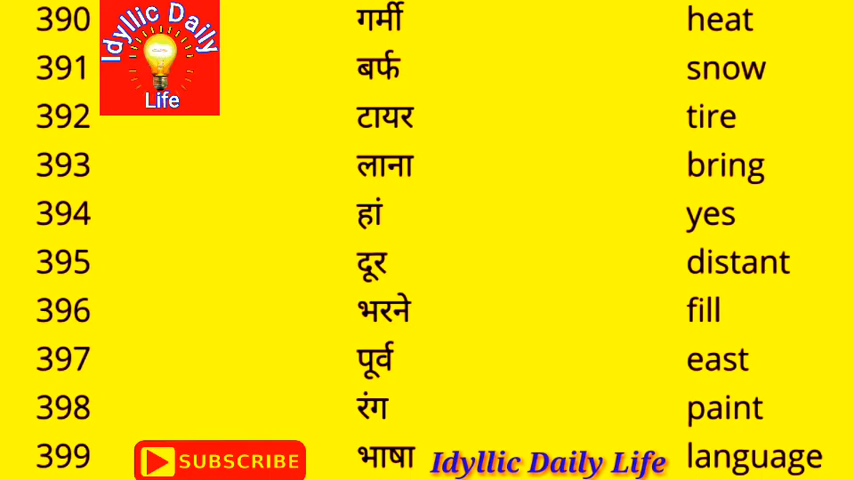 390 गर्मी heat
Idyllic Daily
Life
391 बर्फ snow
392 टायर tire
393 लाना bring
394 हां yes
395 दूर distant
396 भरने fill
397 पूर्व east
398 रंग paint
399 भाषा language
SUBSCRIBE
Idyllic Daily Life